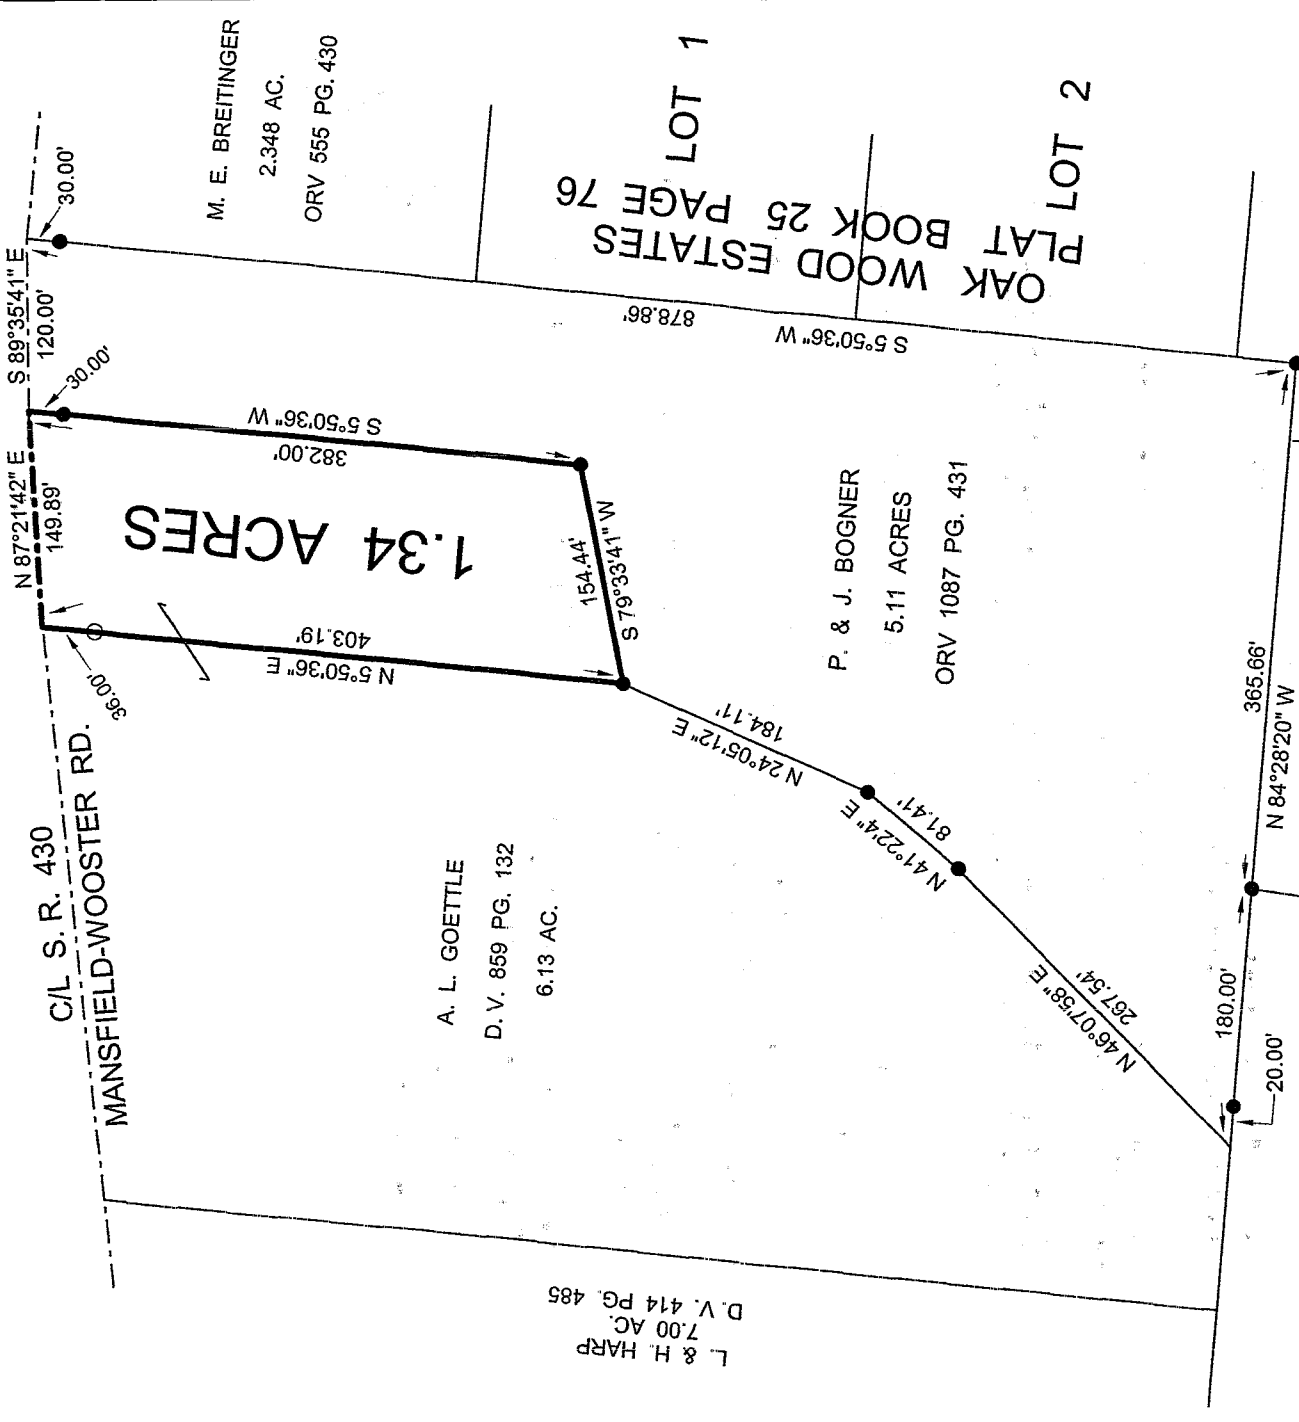 M. E. BREITINGER
2.348 AC.
ORV 555 PG. 430
30.00'
S 89°35'41" E
120.00'
30.00'
N 87°21'42" E
149.89'
C/L S. R. 430
MANSFIELD-WOOSTER RD.
36.00'
1.34 ACRES
S 5°50'36" W
382.00'
N 5°50'36" E
403.19'
154.44'
S 79°33'41" W
LOT 1
LOT 2
OAK WOOD ESTATES
PLAT BOOK 25 PAGE 76
878.86'
S 5°50'36" W
P. & J. BOGNER
5.11 ACRES
ORV 1087 PG. 431
A. L. GOETTLE
D. V. 859 PG. 132
6.13 AC.
N 24°05'12" E
184.11'
N 41°22'4" E
81.41'
N 46°07'58" E
267.54'
365.66'
N 84°28'20" W
180.00'
20.00'
L. & H. HARP
7.00 AC.
D. V. 414 PG. 485